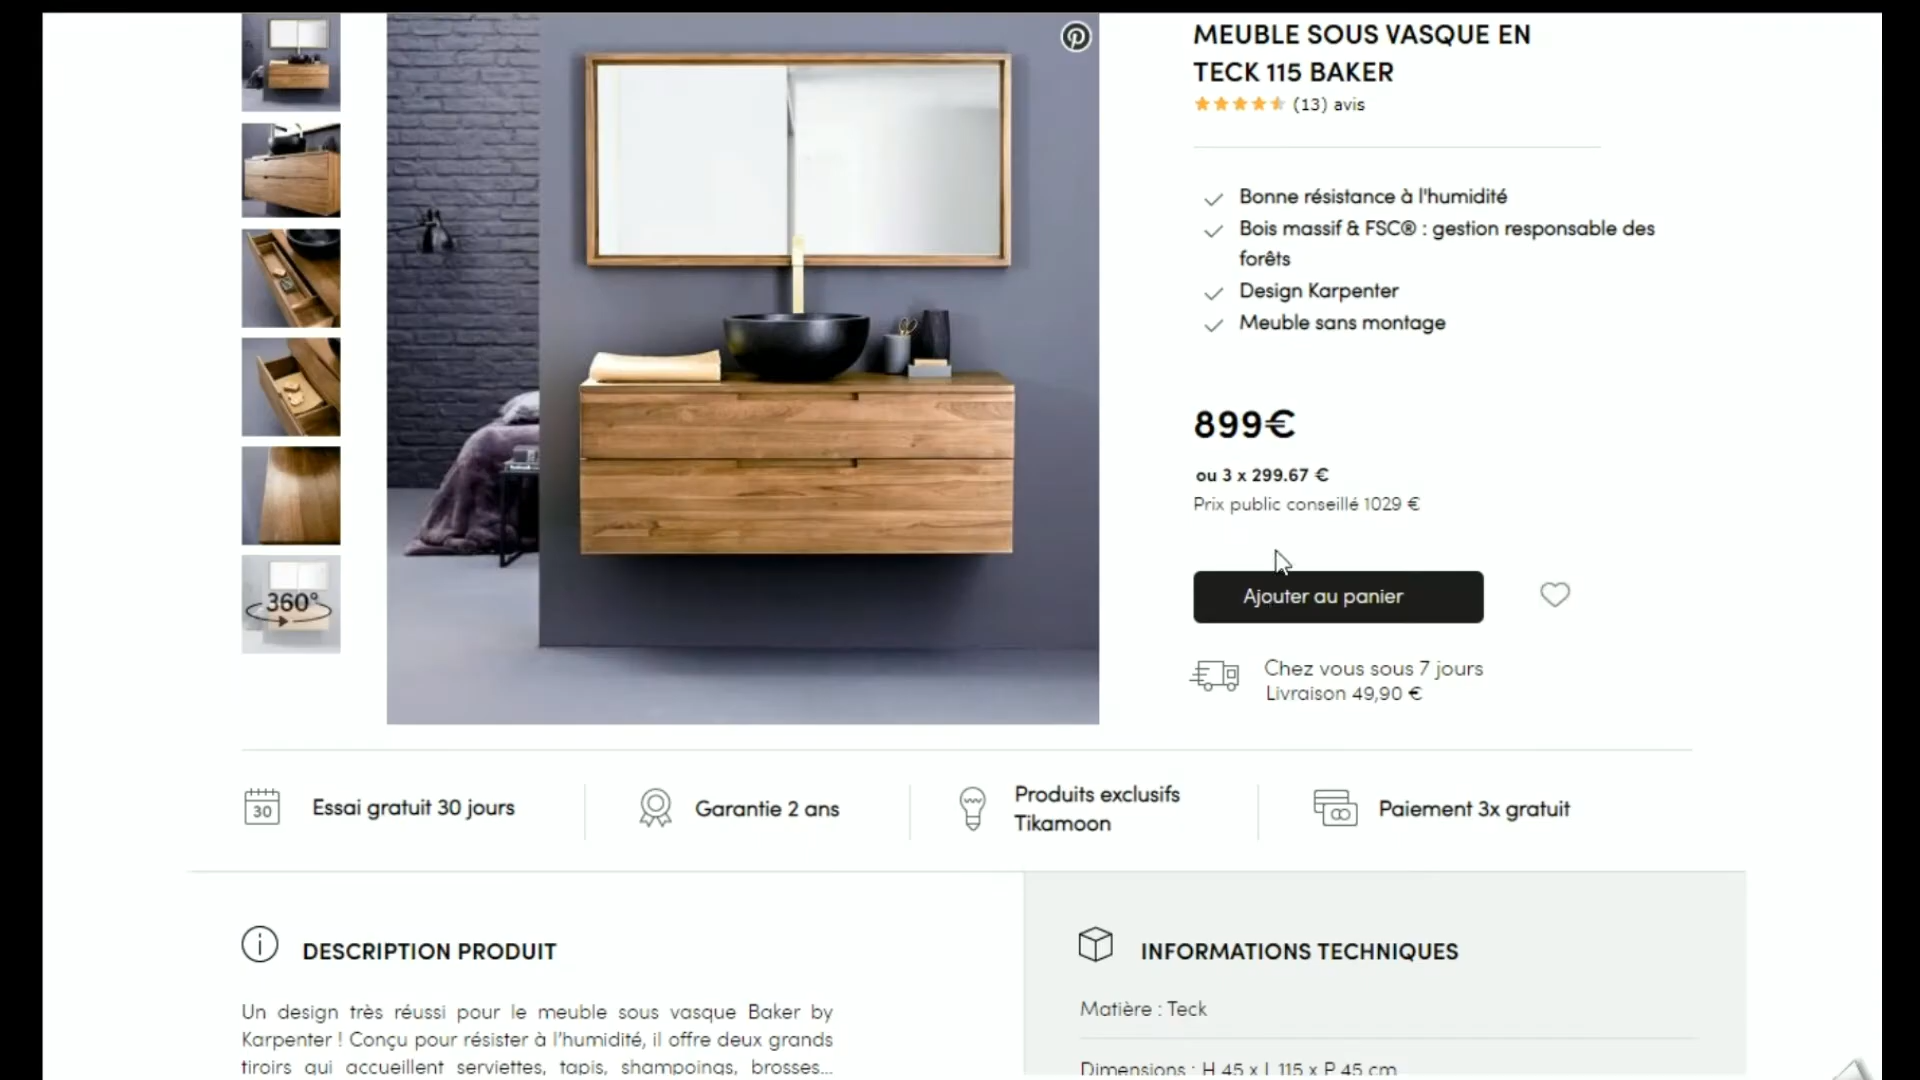 MEUBLE SOUS VASQUE EN
TECK 115 BAKER
(13) avis
Bonne résistance à l'humidité
Bois massif & FSC® : gestion responsable des
forêts
Design Karpenter
Meuble sans montage
899€
ou 3 x 299.67 €
Prix public conseillé 1029 €
Ajouter au panier
Chez vous sous 7 jours
Livraison 49,90 €
360°
30
Essai gratuit 30 jours
Garantie 2 ans
Produits exclusifs
Tikamoon
Paiement 3x gratuit
DESCRIPTION PRODUIT
Un design très réussi pour le meuble sous vasque Baker by
Karpenter ! Conçu pour résister à l'humidité, il offre deux grands
tiroirs qui accueillent serviettes, tapis, shampoings, brosses...
INFORMATIONS TECHNIQUES
Matière : Teck
Dimensions : H 45 x L 115 x P 45 cm